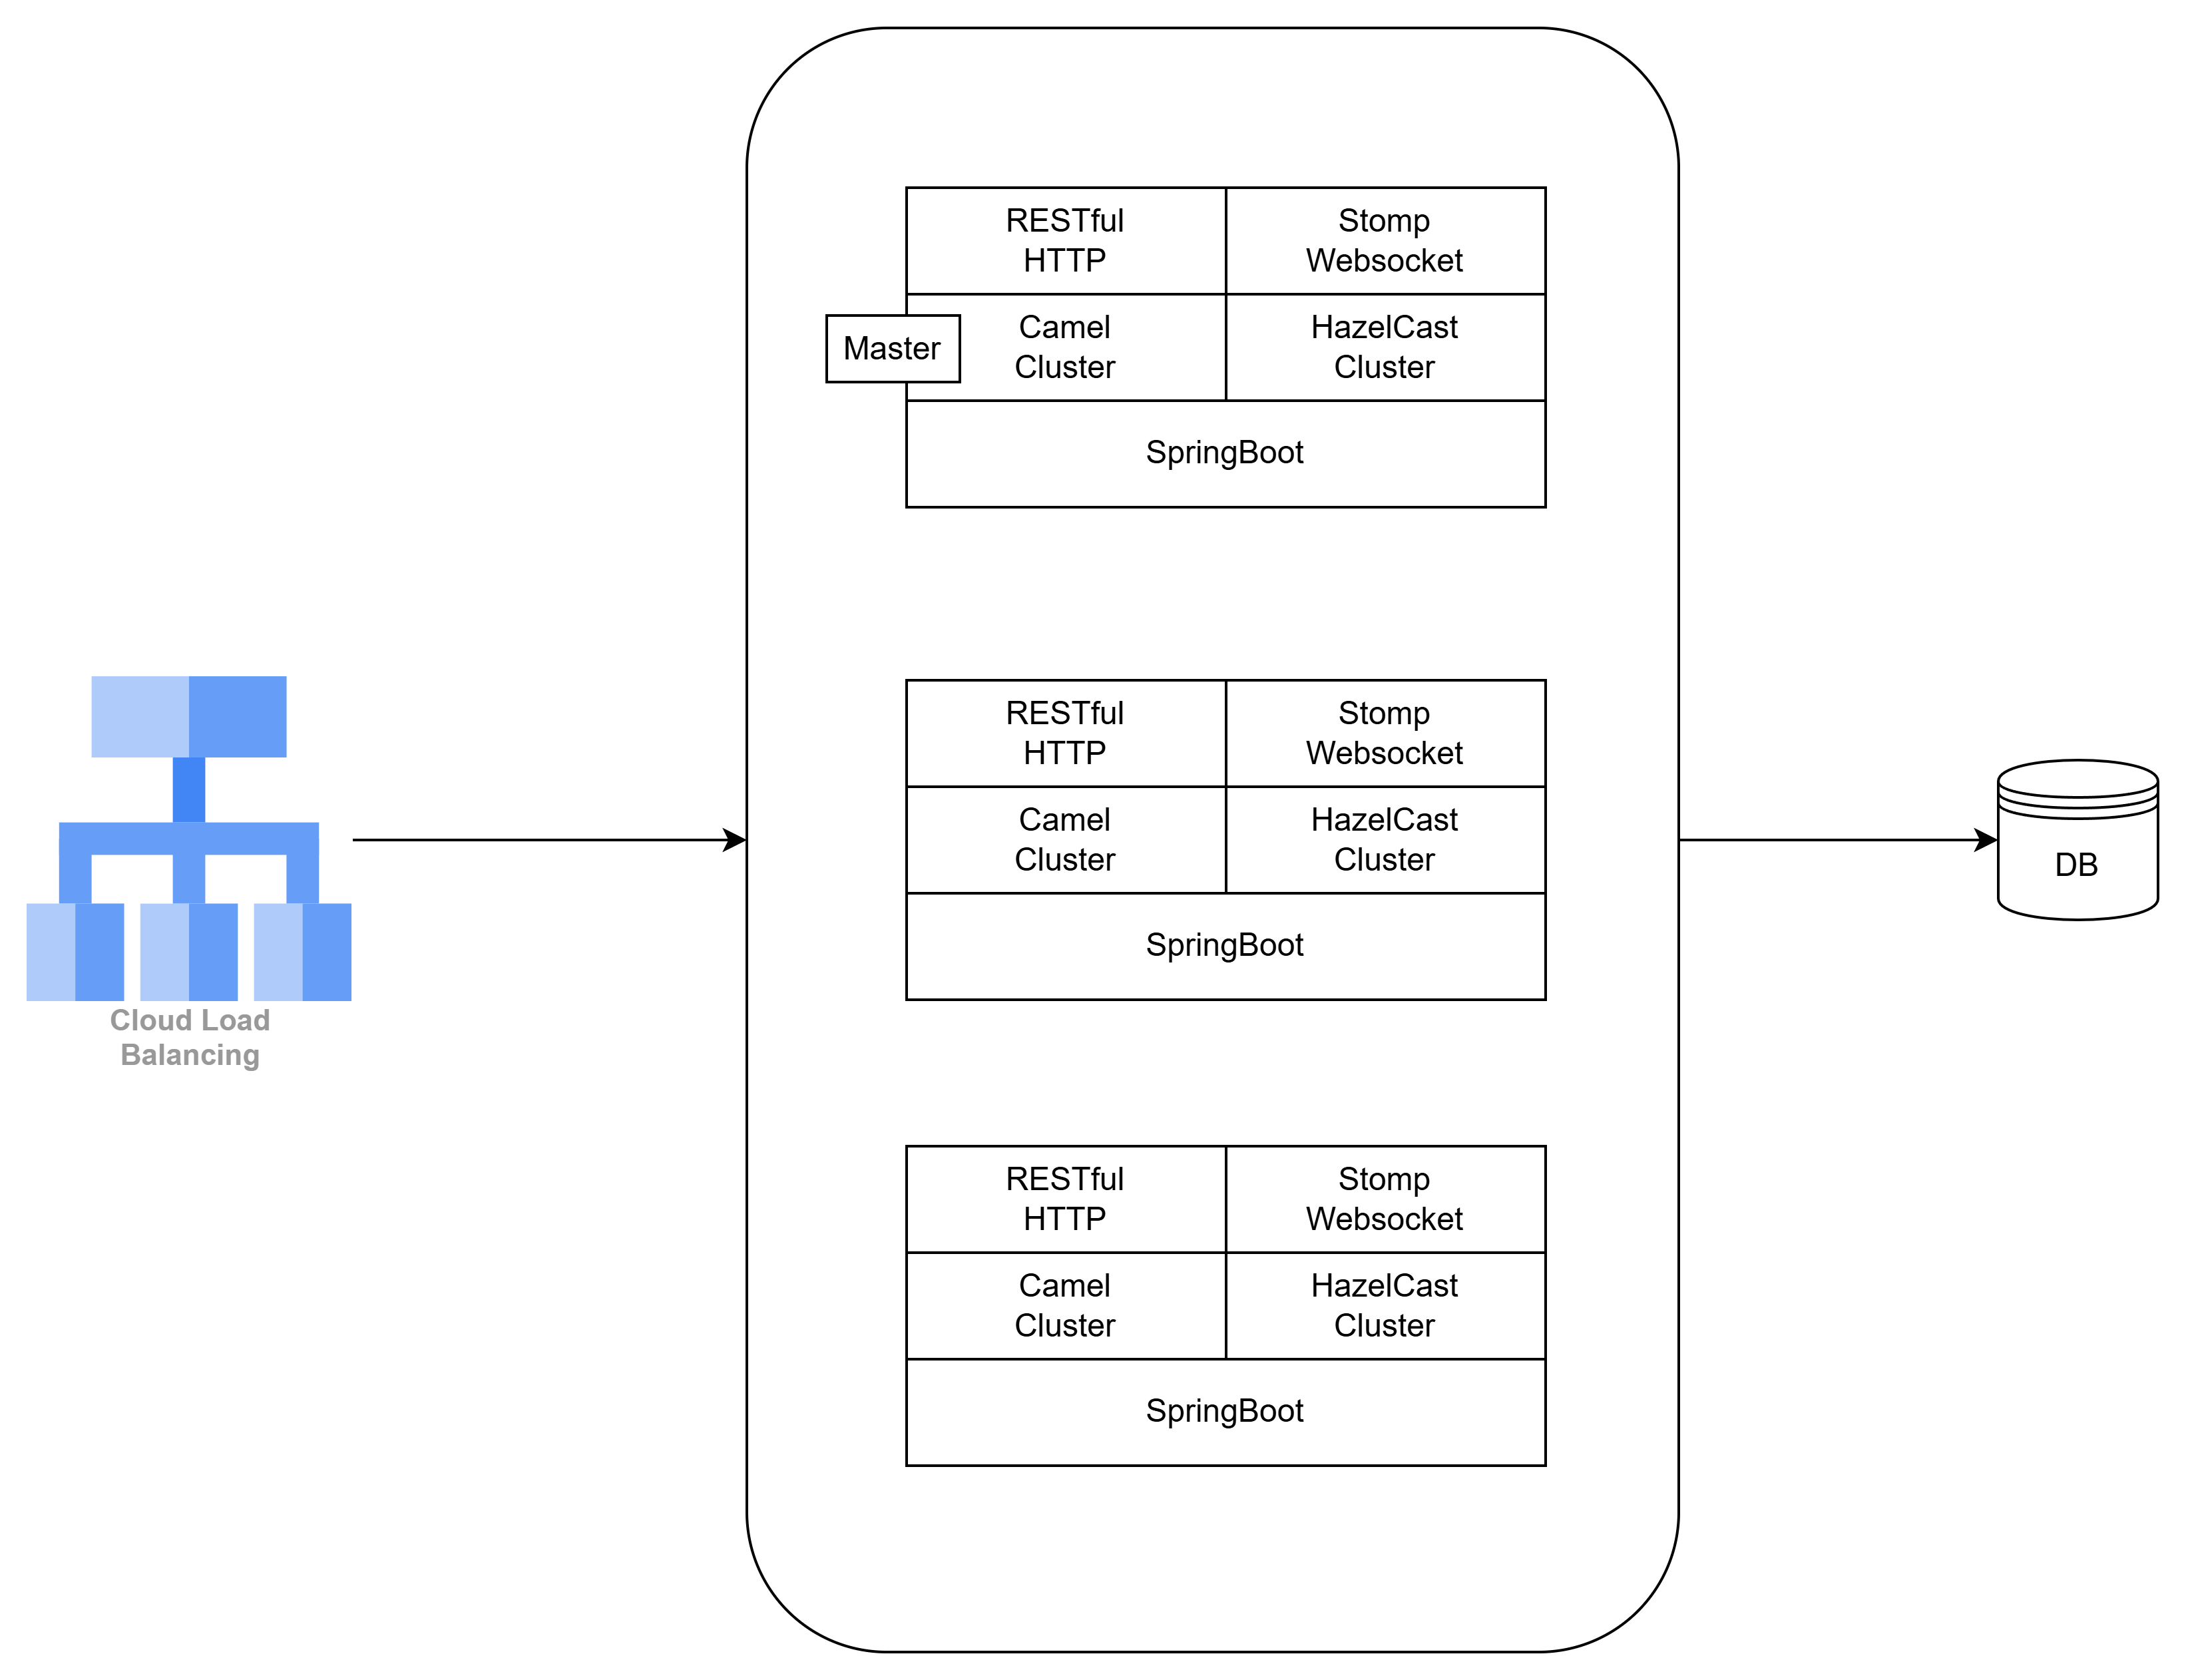 RESTful
HTTP
Stomp
Websocket
Master
Camel
Cluster
HazelCast
Cluster
SpringBoot
RESTful
HTTP
Stomp
Websocket
Camel
Cluster
HazelCast
Cluster
SpringBoot
Cloud Load
Balancing
DB
RESTful
HTTP
Stomp
Websocket
Camel
Cluster
HazelCast
Cluster
SpringBoot